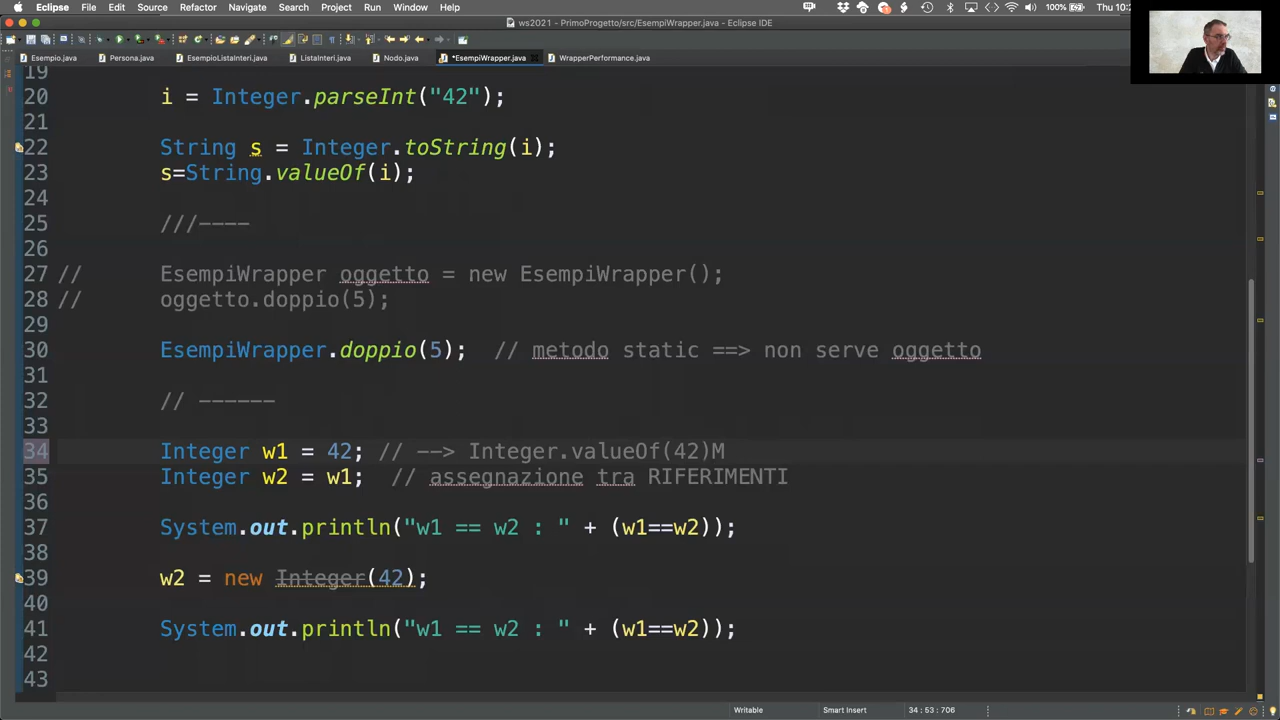 Eclipse File Edit Source Refactor Navigate Search Project Run Window Help 100% Thu 10:2
ws2021 - PrimoProgetto/src/EsempiWrapper.java - Eclipse IDE
Esempio.java Persona.java EsempioListaInteri.java ListaInteri.java Nodo.java *EsempiWrapper.java WrapperPerformance.java
19
20 i = Integer.parseInt("42");
21
22 String s = Integer.toString(i);
23 s=String.valueOf(i);
24
25 ///----
26
27 // EsempiWrapper oggetto = new EsempiWrapper();
28 // oggetto.doppio(5);
29
30 EsempiWrapper.doppio(5); // metodo static ==> non serve oggetto
31
32 // ------
33
34 Integer w1 = 42; // --> Integer.valueOf(42)M
35 Integer w2 = w1; // assegnazione tra RIFERIMENTI
36
37 System.out.println("w1 == w2 : " + (w1==w2));
38
39 w2 = new Integer(42);
40
41 System.out.println("w1 == w2 : " + (w1==w2));
42
43
Writable Smart Insert 34 : 53 : 706